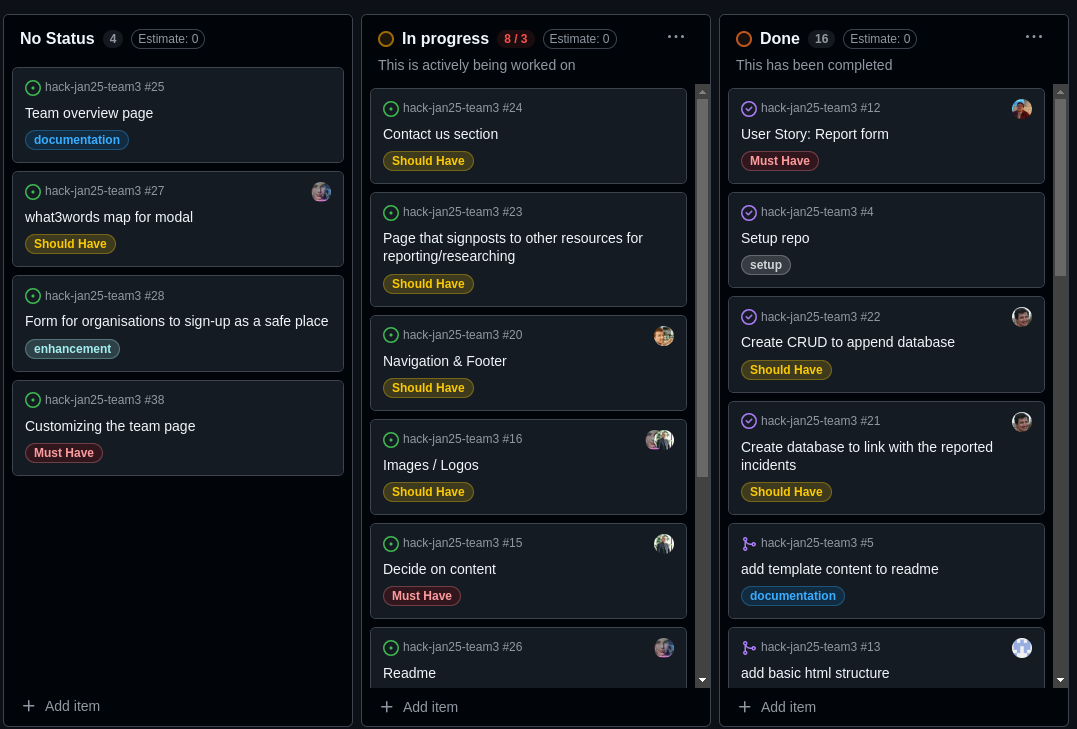 No Status 4 Estimate: 0
hack-jan25-team3 #25
Team overview page
documentation
hack-jan25-team3 #27
what3words map for modal
Should Have
hack-jan25-team3 #28
Form for organisations to sign-up as a safe place
enhancement
hack-jan25-team3 #38
Customizing the team page
Must Have
Add item
In progress 8 / 3 Estimate: 0
This is actively being worked on
hack-jan25-team3 #24
Contact us section
Should Have
hack-jan25-team3 #23
Page that signposts to other resources for
reporting/researching
Should Have
hack-jan25-team3 #20
Navigation & Footer
Should Have
hack-jan25-team3 #16
Images / Logos
Should Have
hack-jan25-team3 #15
Decide on content
Must Have
hack-jan25-team3 #26
Readme
Add item
Done 16 Estimate: 0
This has been completed
hack-jan25-team3 #12
User Story: Report form
Must Have
hack-jan25-team3 #4
Setup repo
setup
hack-jan25-team3 #22
Create CRUD to append database
Should Have
hack-jan25-team3 #21
Create database to link with the reported
incidents
Should Have
hack-jan25-team3 #5
add template content to readme
documentation
hack-jan25-team3 #13
add basic html structure
Add item